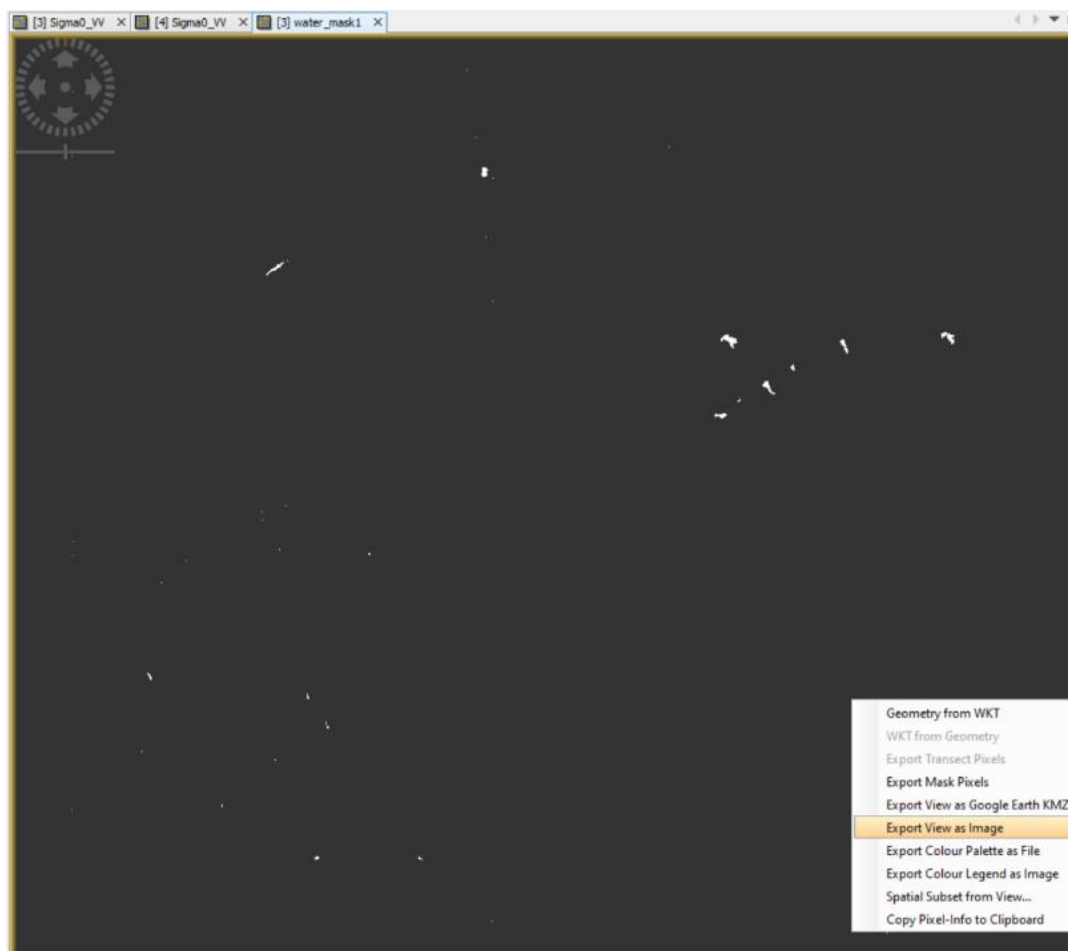 [3] Sigma0_VV X [4] Sigma0_VV X [3] water_mask1 X
Geometry from WKT
WKT from Geometry
Export Transect Pixels
Export Mask Pixels
Export View as Google Earth KMZ
Export View as Image
Export Colour Palette as File
Export Colour Legend as Image
Spatial Subset from View...
Copy Pixel-Info to Clipboard